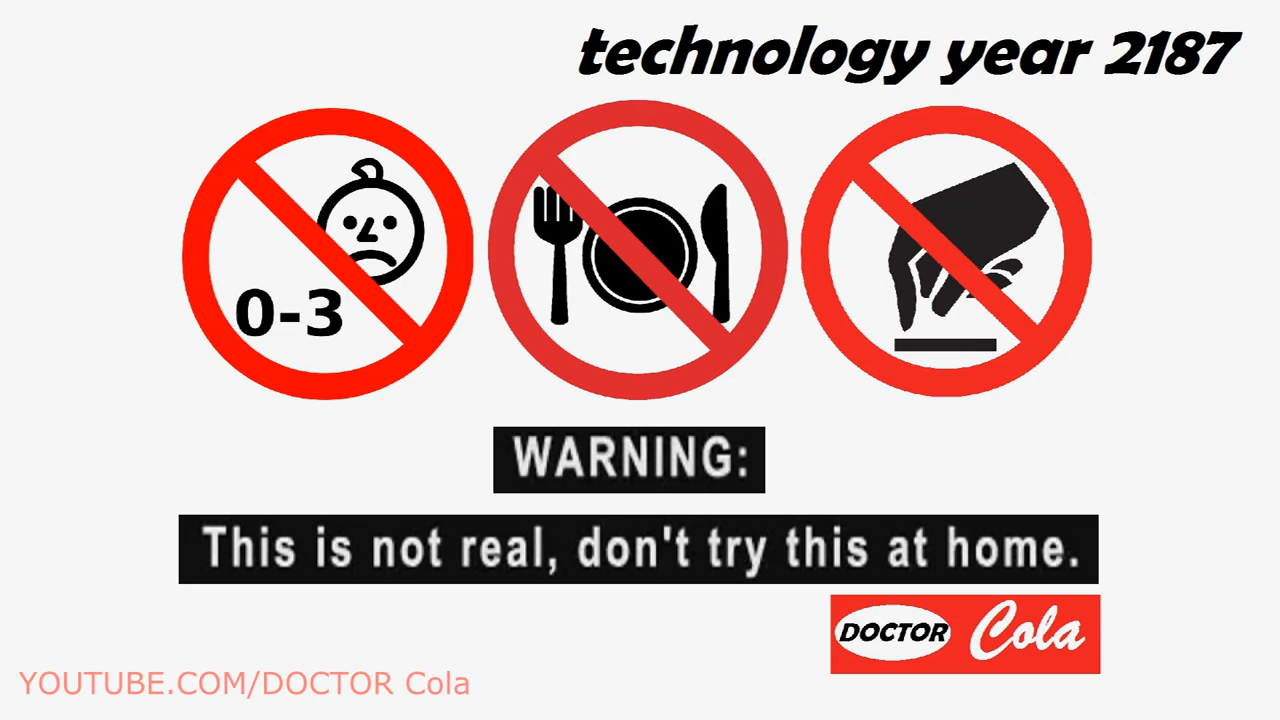 technology year 2187
0-3
WARNING:
This is not real, don't try this at home.
DOCTOR Cola
YOUTUBE.COM/DOCTOR Cola